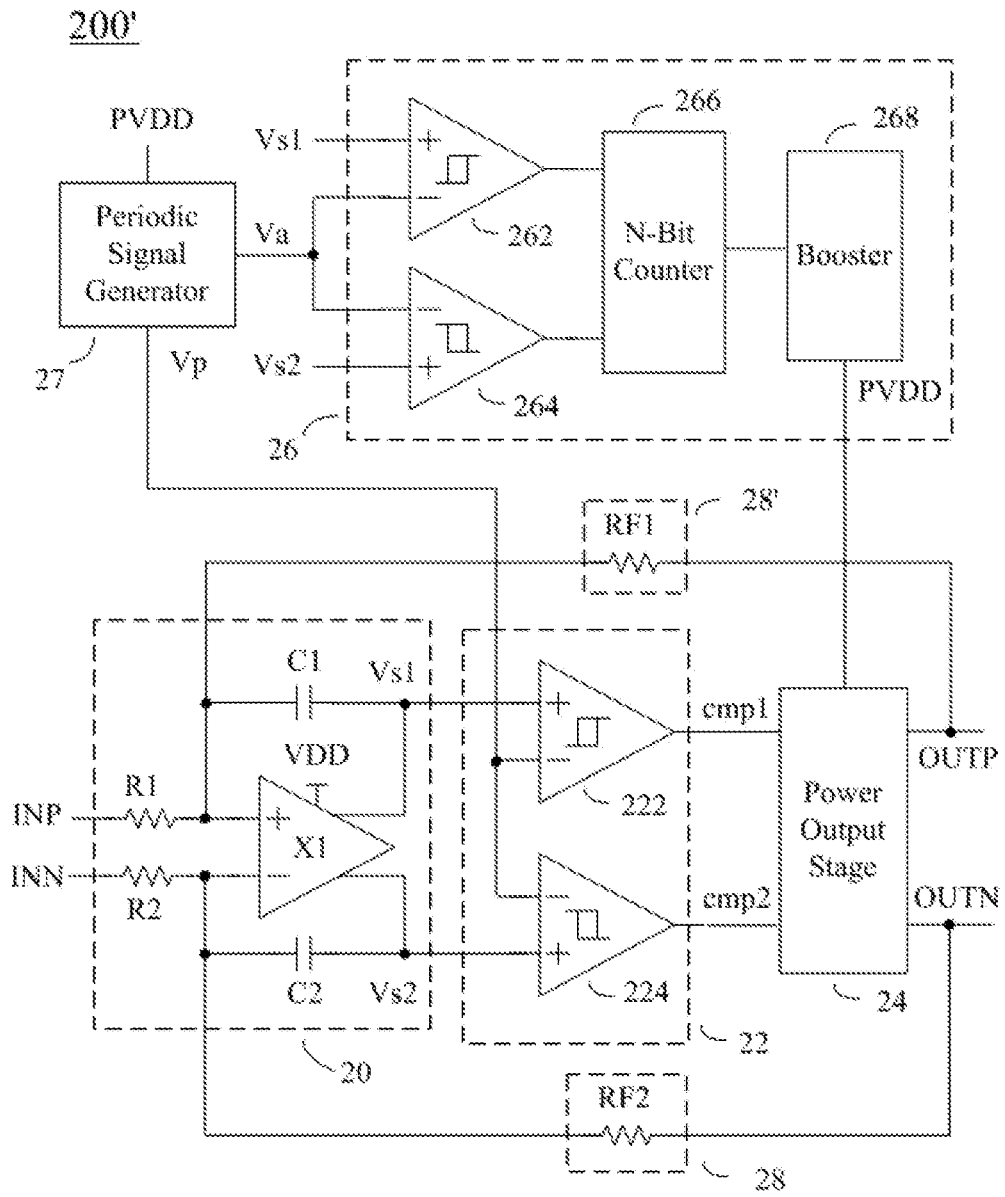 200'
PVDD
Periodic
Signal
Generator
27
Va
Vp
Vs1
+
−
262
−
Vs2
+
264
26
266
N-Bit
Counter
268
Booster
PVDD
RF1
28'
C1
Vs1
VDD
R1
INP
+
X1
INN
−
R2
C2
Vs2
20
+
−
222
−
+
224
22
cmp1
cmp2
Power
Output
Stage
24
OUTP
OUTN
RF2
28